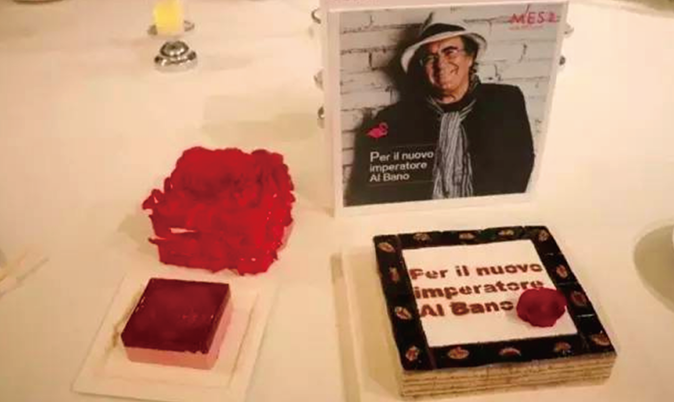 MES
Per il nuovo
imperatore
Al Bano
Per il nuovo
imperatore
Al Bano